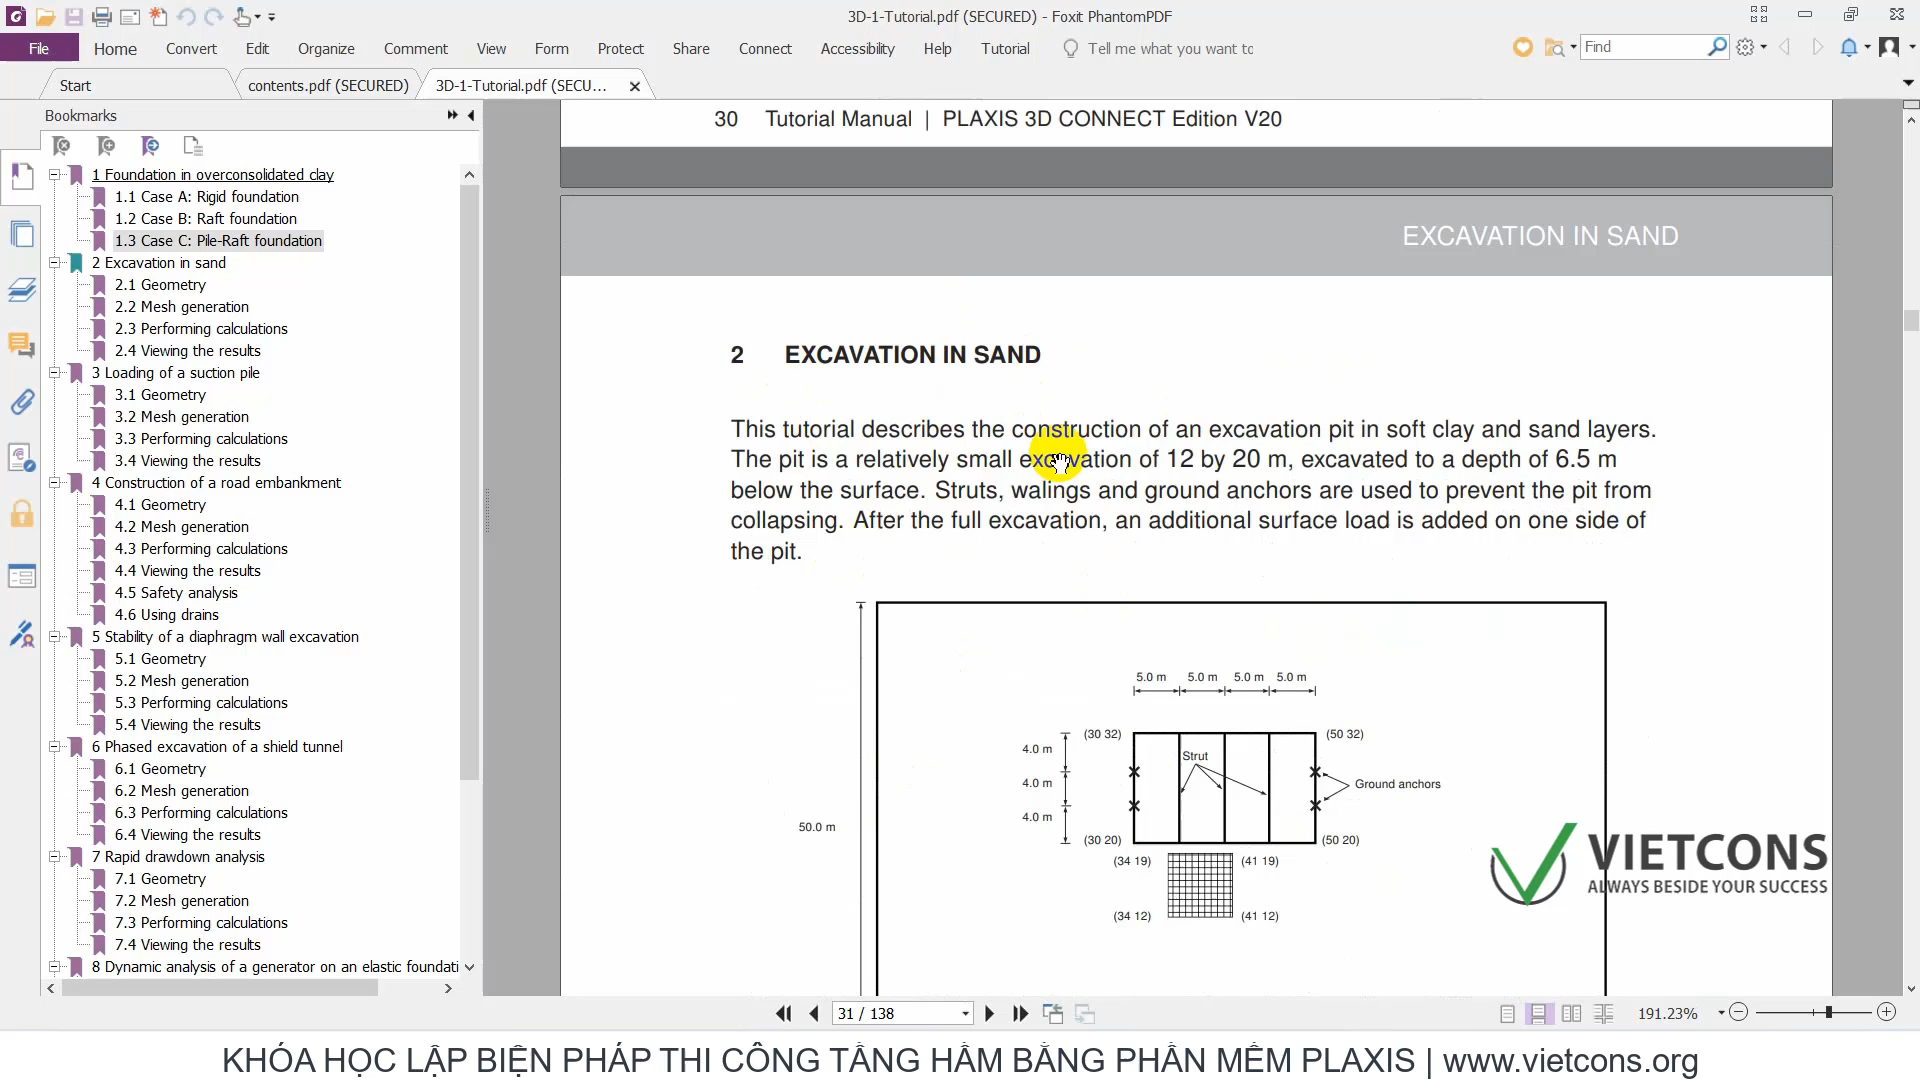 3D-1-Tutorial.pdf (SECURED) - Foxit PhantomPDF
File Home Convert Edit Organize Comment View Form Protect Share Connect Accessibility Help Tutorial Tell me what you want to Find
Start contents.pdf (SECURED) 3D-1-Tutorial.pdf (SECU...
Bookmarks
1 Foundation in overconsolidated clay
1.1 Case A: Rigid foundation
1.2 Case B: Raft foundation
1.3 Case C: Pile-Raft foundation
2 Excavation in sand
2.1 Geometry
2.2 Mesh generation
2.3 Performing calculations
2.4 Viewing the results
3 Loading of a suction pile
3.1 Geometry
3.2 Mesh generation
3.3 Performing calculations
3.4 Viewing the results
4 Construction of a road embankment
4.1 Geometry
4.2 Mesh generation
4.3 Performing calculations
4.4 Viewing the results
4.5 Safety analysis
4.6 Using drains
5 Stability of a diaphragm wall excavation
5.1 Geometry
5.2 Mesh generation
5.3 Performing calculations
5.4 Viewing the results
6 Phased excavation of a shield tunnel
6.1 Geometry
6.2 Mesh generation
6.3 Performing calculations
6.4 Viewing the results
7 Rapid drawdown analysis
7.1 Geometry
7.2 Mesh generation
7.3 Performing calculations
7.4 Viewing the results
8 Dynamic analysis of a generator on an elastic foundati
30 Tutorial Manual | PLAXIS 3D CONNECT Edition V20
EXCAVATION IN SAND
2 EXCAVATION IN SAND
This tutorial describes the construction of an excavation pit in soft clay and sand layers.
The pit is a relatively small excavation of 12 by 20 m, excavated to a depth of 6.5 m
below the surface. Struts, walings and ground anchors are used to prevent the pit from
collapsing. After the full excavation, an additional surface load is added on one side of
the pit.
5.0 m 5.0 m 5.0 m 5.0 m
(30 32) (50 32)
4.0 m
Strut
4.0 m
Ground anchors
4.0 m
50.0 m
(30 20) (50 20)
(34 19) (41 19)
(34 12) (41 12)
VIETCONS
ALWAYS BESIDE YOUR SUCCESS
31 / 138
191.23%
KHÓA HỌC LẬP BIỆN PHÁP THI CÔNG TẦNG HẦM BẰNG PHẦN MỀM PLAXIS | www.vietcons.org